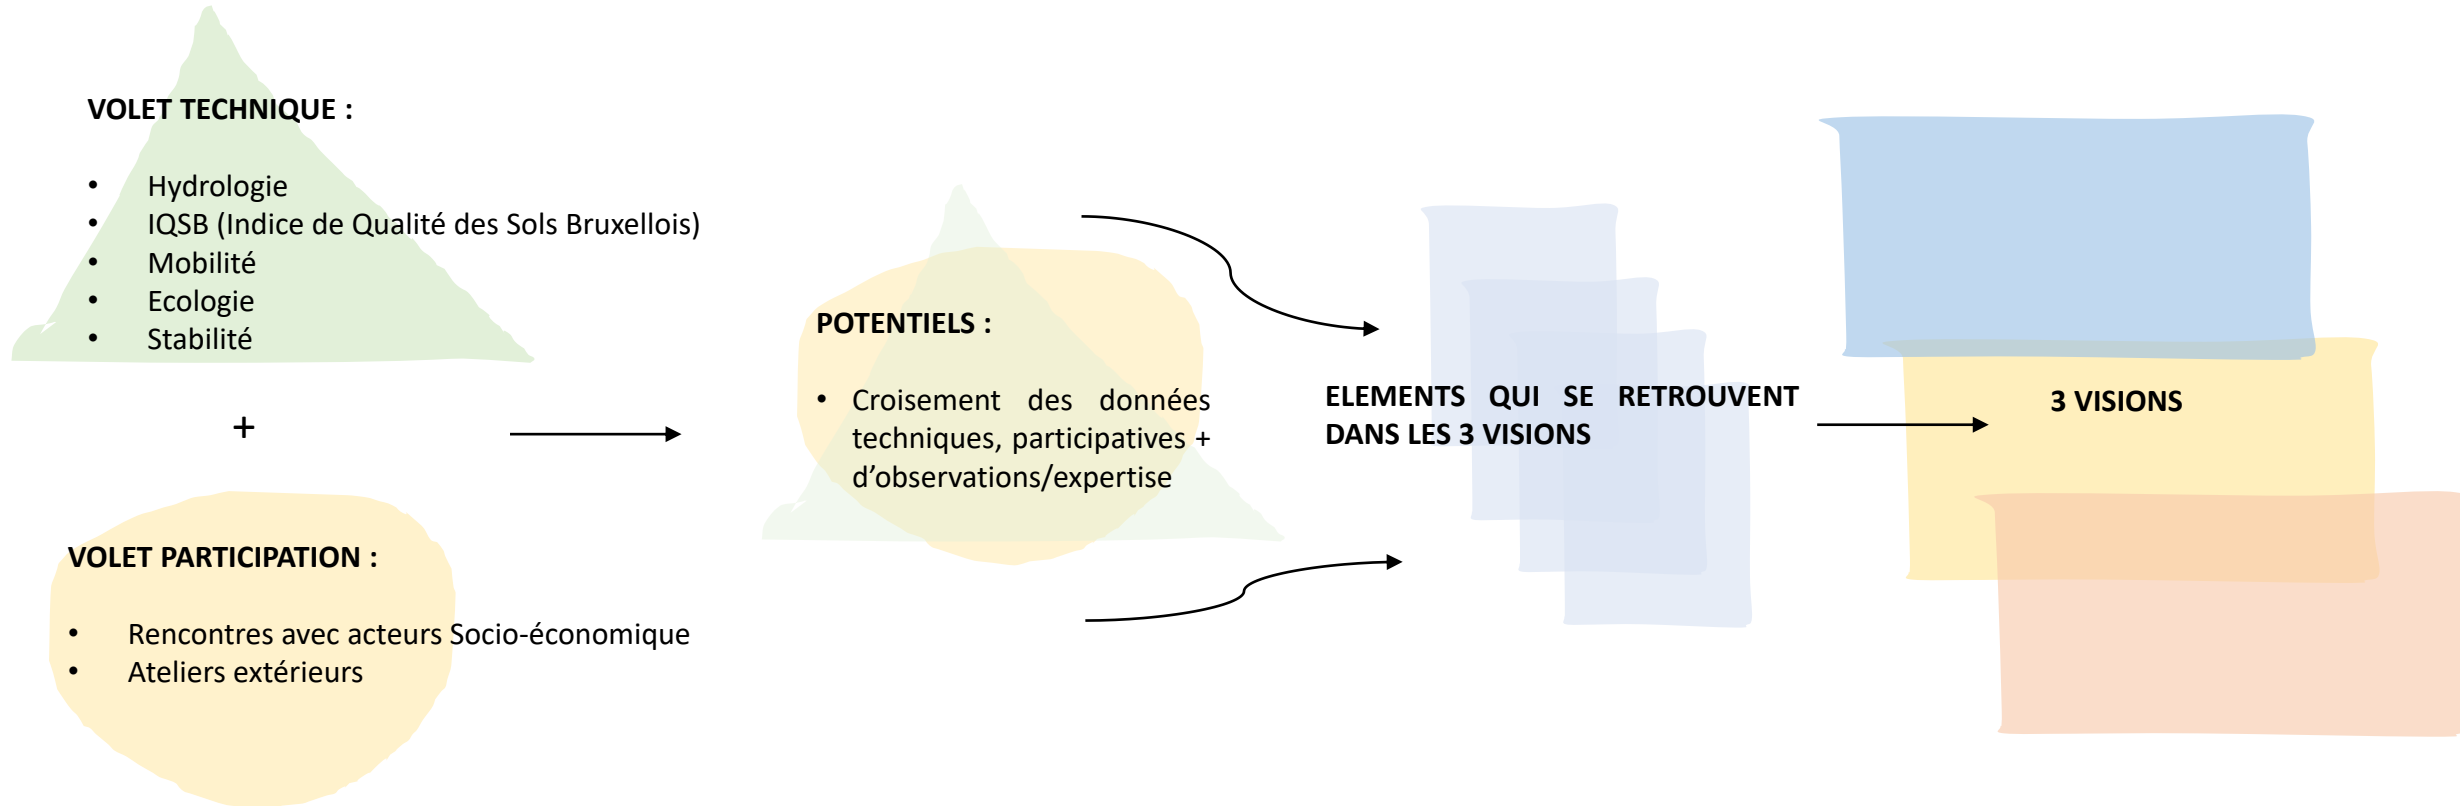 VOLET TECHNIQUE :
• Hydrologie
• IQSB (Indice de Qualité des Sols Bruxellois)
• Mobilité
• Ecologie
• Stabilité
+
VOLET PARTICIPATION :
• Rencontres avec acteurs Socio-économique
• Ateliers extérieurs
POTENTIELS :
• Croisement des données
techniques, participatives +
d’observations/expertise
ELEMENTS QUI SE RETROUVENT
DANS LES 3 VISIONS
3 VISIONS